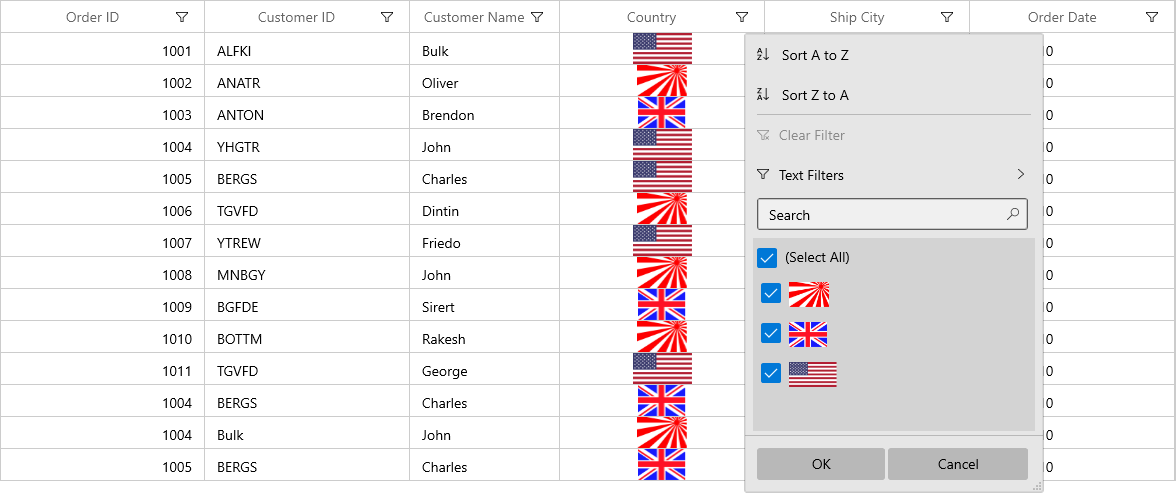 Order ID Customer ID Customer Name Country Ship City Order Date
1001 ALFKI Bulk 0
1002 ANATR Oliver 0
1003 ANTON Brendon 0
1004 YHGTR John 0
1005 BERGS Charles 0
1006 TGVFD Dintin 0
1007 YTREW Friedo 0
1008 MNBGY John 0
1009 BGFDE Sirert 0
1010 BOTTM Rakesh 0
1011 TGVFD George 0
1004 BERGS Charles 0
1004 Bulk John 0
1005 BERGS Charles 0
Sort A to Z
Sort Z to A
Clear Filter
Text Filters
Search
(Select All)
OK Cancel